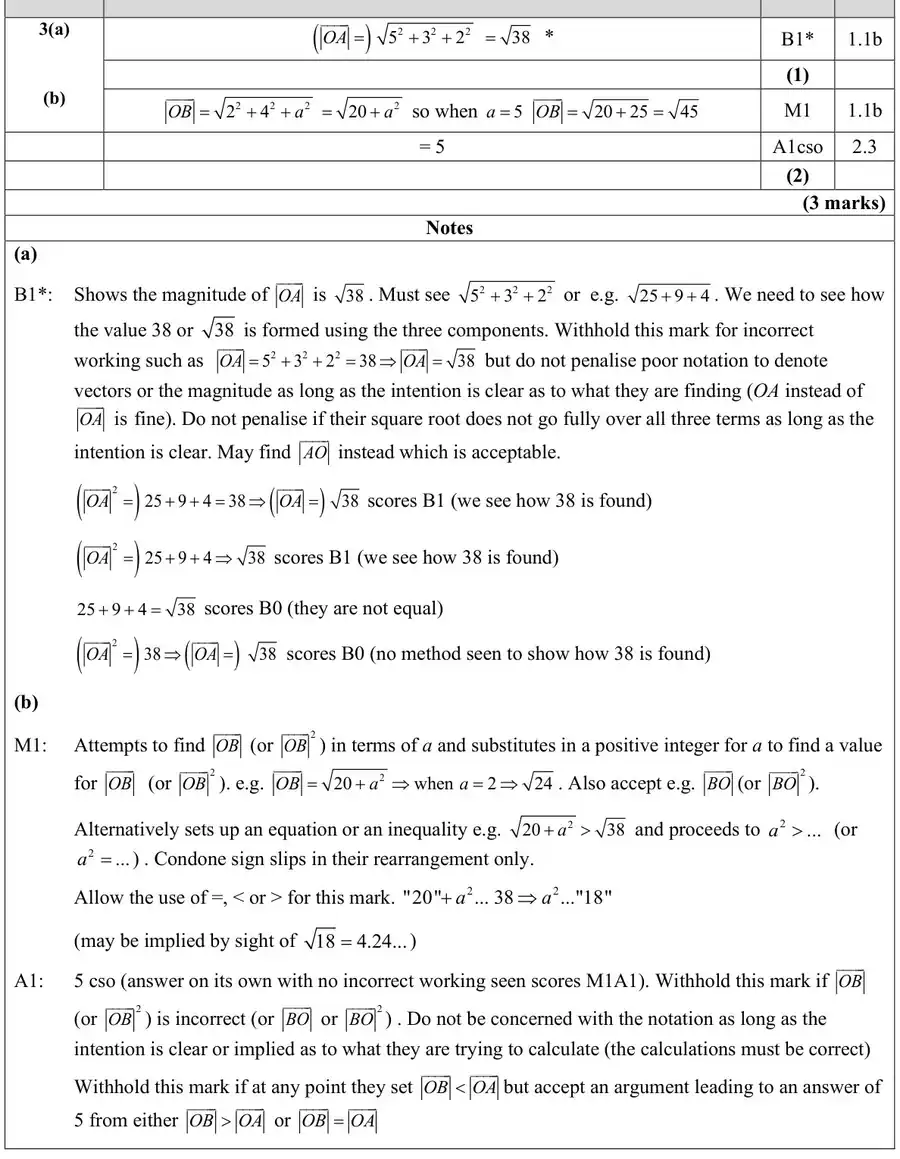 3(a) (|OA⃗| =) √(5² + 3² + 2²) = √38 * B1* 1.1b
(1)
(b) |OB⃗| = √(2² + 4² + a²) = √(20 + a²) so when a = 5 |OB⃗| = √(20 + 25) = √45 M1 1.1b
= 5 A1cso 2.3
(2)
(3 marks)
Notes
(a)
B1*: Shows the magnitude of |OA⃗| is √38 . Must see √(5² + 3² + 2²) or e.g. √(25 + 9 + 4) . We need to see how
the value 38 or √38 is formed using the three components. Withhold this mark for incorrect
working such as |OA⃗| = 5² + 3² + 2² = 38 ⇒ |OA⃗| = √38 but do not penalise poor notation to denote
vectors or the magnitude as long as the intention is clear as to what they are finding (OA instead of
|OA⃗| is fine). Do not penalise if their square root does not go fully over all three terms as long as the
intention is clear. May find |AO⃗| instead which is acceptable.
(|OA⃗|² =) 25 + 9 + 4 = 38 ⇒ (|OA⃗| =) √38 scores B1 (we see how 38 is found)
(|OA⃗|² =) 25 + 9 + 4 ⇒ √38 scores B1 (we see how 38 is found)
25 + 9 + 4 = √38 scores B0 (they are not equal)
(|OA⃗|² =) 38 ⇒ (|OA⃗| =) √38 scores B0 (no method seen to show how 38 is found)
(b)
M1: Attempts to find |OB⃗| (or |OB⃗|² ) in terms of a and substitutes in a positive integer for a to find a value
for |OB⃗| (or |OB⃗|² ). e.g. |OB⃗| = √(20 + a²) ⇒ when a = 2 ⇒ √24 . Also accept e.g. |BO⃗| (or |BO⃗|² ).
Alternatively sets up an equation or an inequality e.g. √(20 + a²) > √38 and proceeds to a² > ... (or
a² = ... ) . Condone sign slips in their rearrangement only.
Allow the use of =, < or > for this mark. "20"+ a² ... 38 ⇒ a² ..."18"
(may be implied by sight of √18 = 4.24... )
A1: 5 cso (answer on its own with no incorrect working seen scores M1A1). Withhold this mark if |OB⃗|
(or |OB⃗|² ) is incorrect (or |BO⃗| or |BO⃗|² ) . Do not be concerned with the notation as long as the
intention is clear or implied as to what they are trying to calculate (the calculations must be correct)
Withhold this mark if at any point they set |OB⃗| < |OA⃗| but accept an argument leading to an answer of
5 from either |OB⃗| > |OA⃗| or |OB⃗| = |OA⃗|